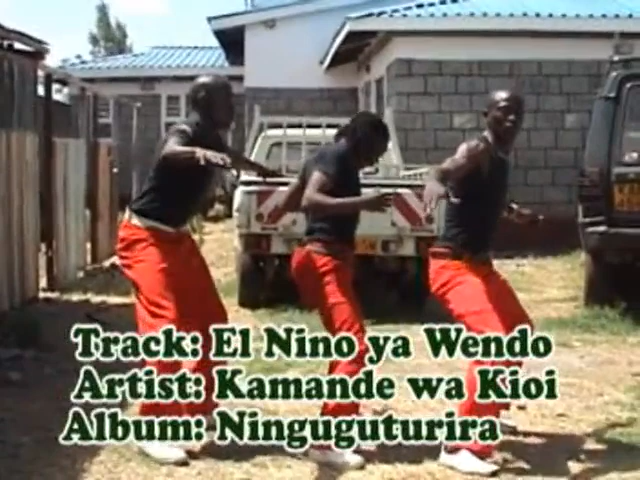 Track: El Nino ya Wendo
Artist: Kamande wa Kioi
Album: Ninguguturira